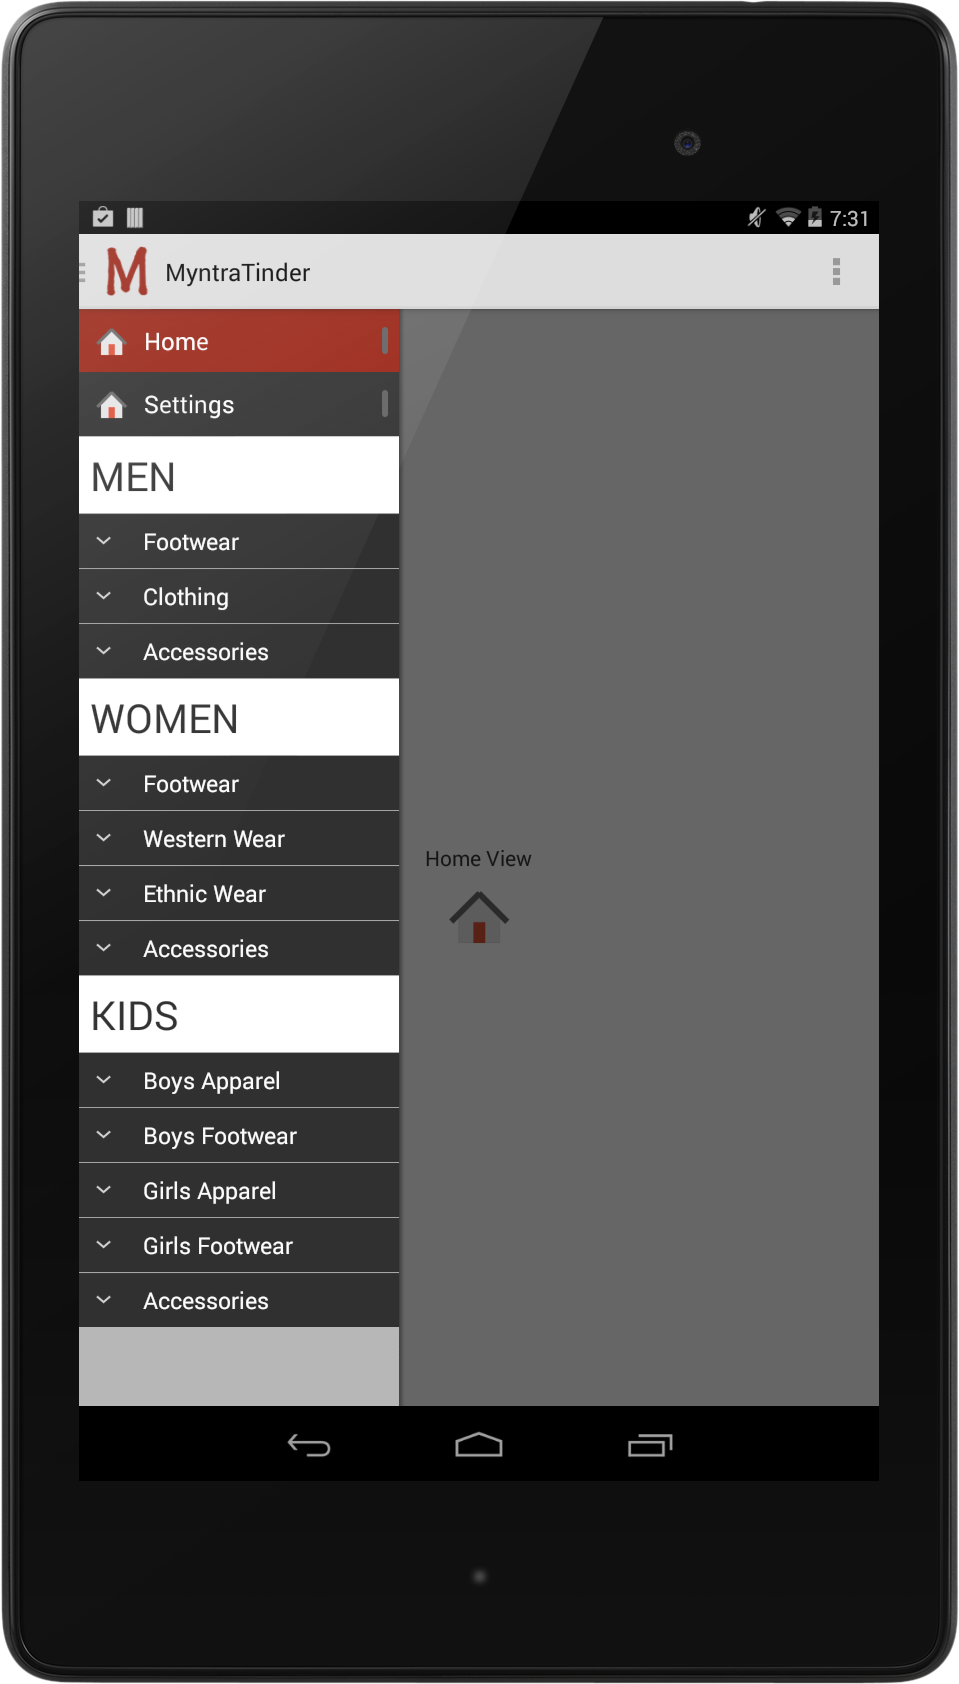 7:31
M MyntraTinder
Home
Settings
MEN
Footwear
Clothing
Accessories
WOMEN
Footwear
Western Wear
Ethnic Wear
Accessories
KIDS
Boys Apparel
Boys Footwear
Girls Apparel
Girls Footwear
Accessories
Home View